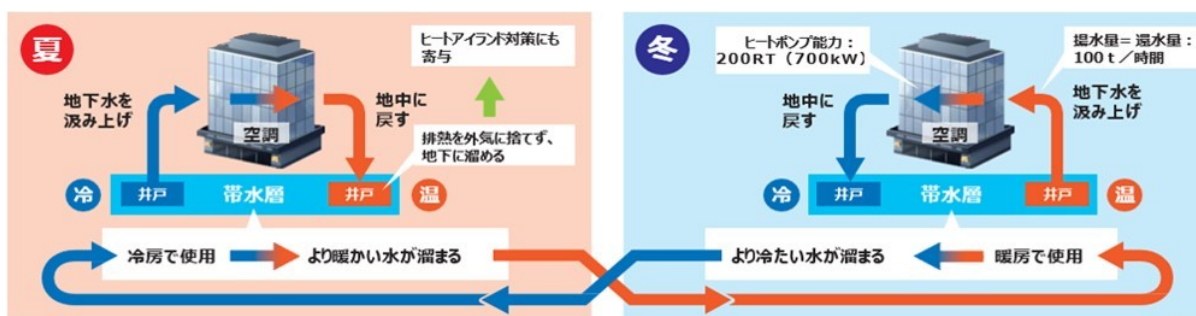 夏
ヒートアイランド対策にも
寄与
地下水を
汲み上げ
空調
地中に
戻す
排熱を外気に捨てず、
地下に溜める
冷
井戸
帯水層
井戸
温
冷房で使用
より暖かい水が溜まる
冬
ヒートポンプ能力：
200RT（700kW）
揚水量＝還水量：
100ｔ／時間
地中に
戻す
空調
地下水を
汲み上げ
冷
井戸
帯水層
井戸
温
より冷たい水が溜まる
暖房で使用